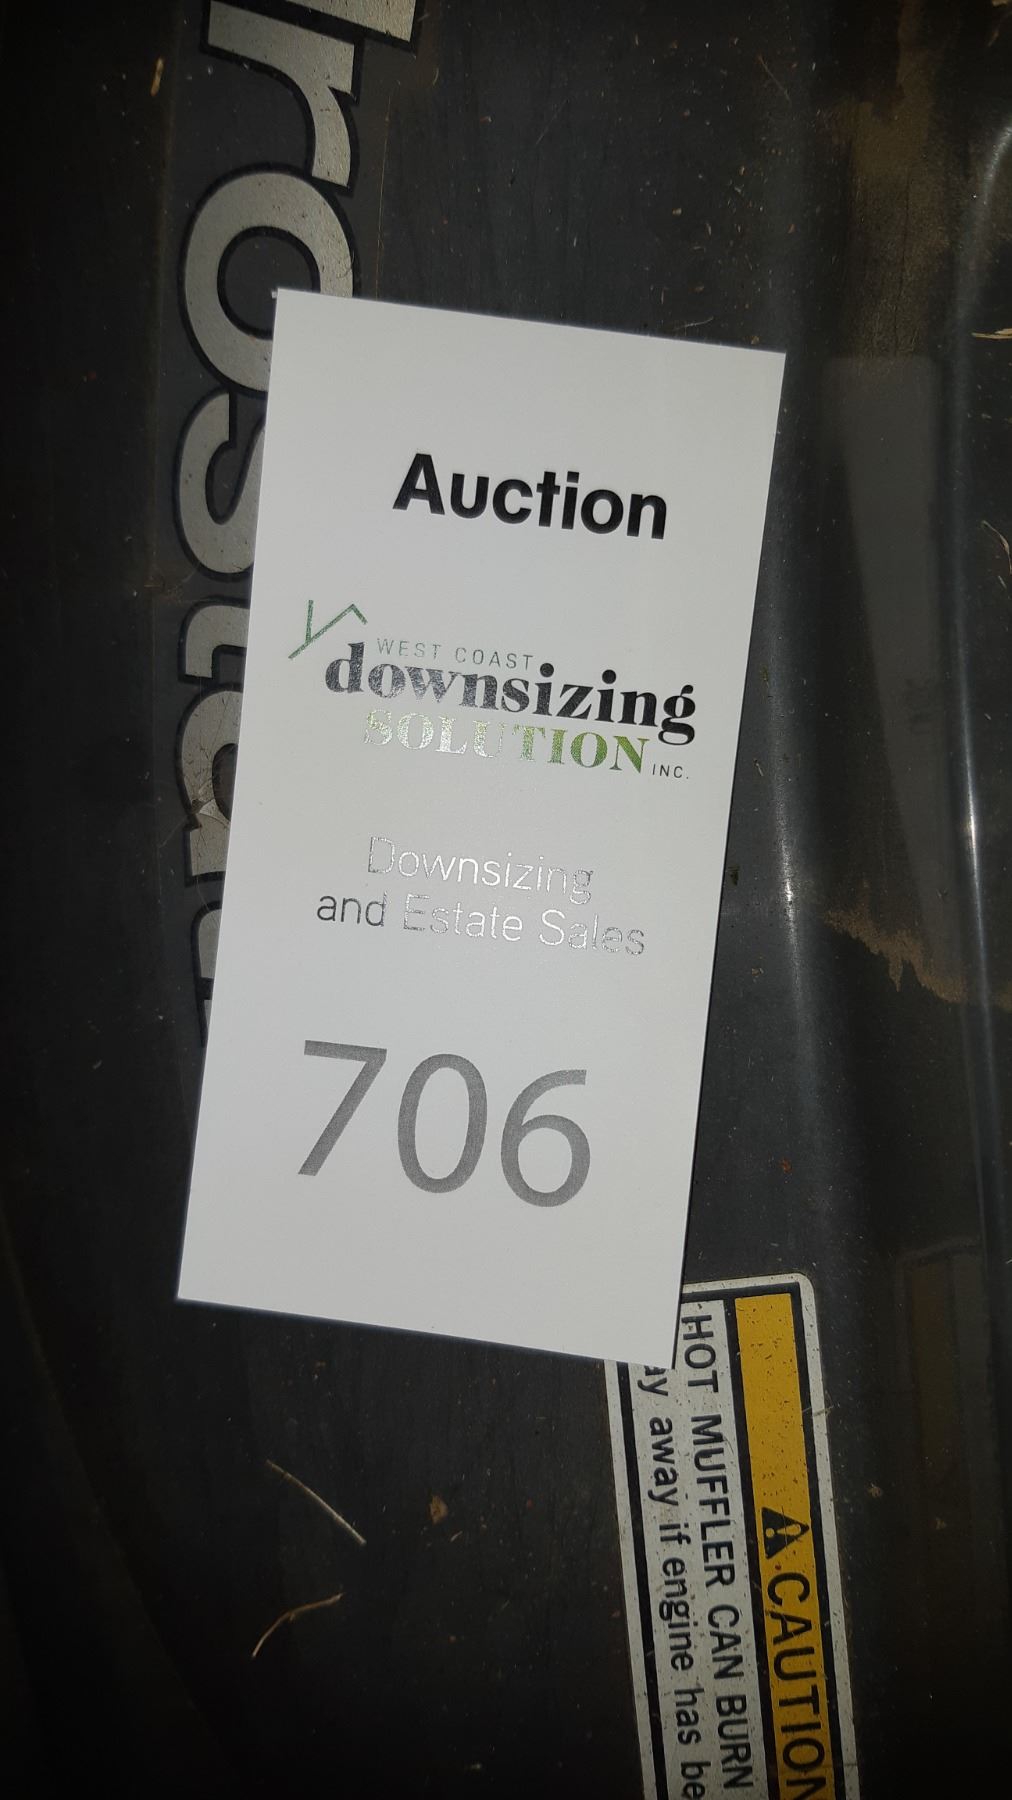 Auction
WEST COAST
downsizing
SOLUTION INC.
Downsizing
and Estate Sales
706
CAUTION
HOT MUFFLER CAN BURN
away if engine has